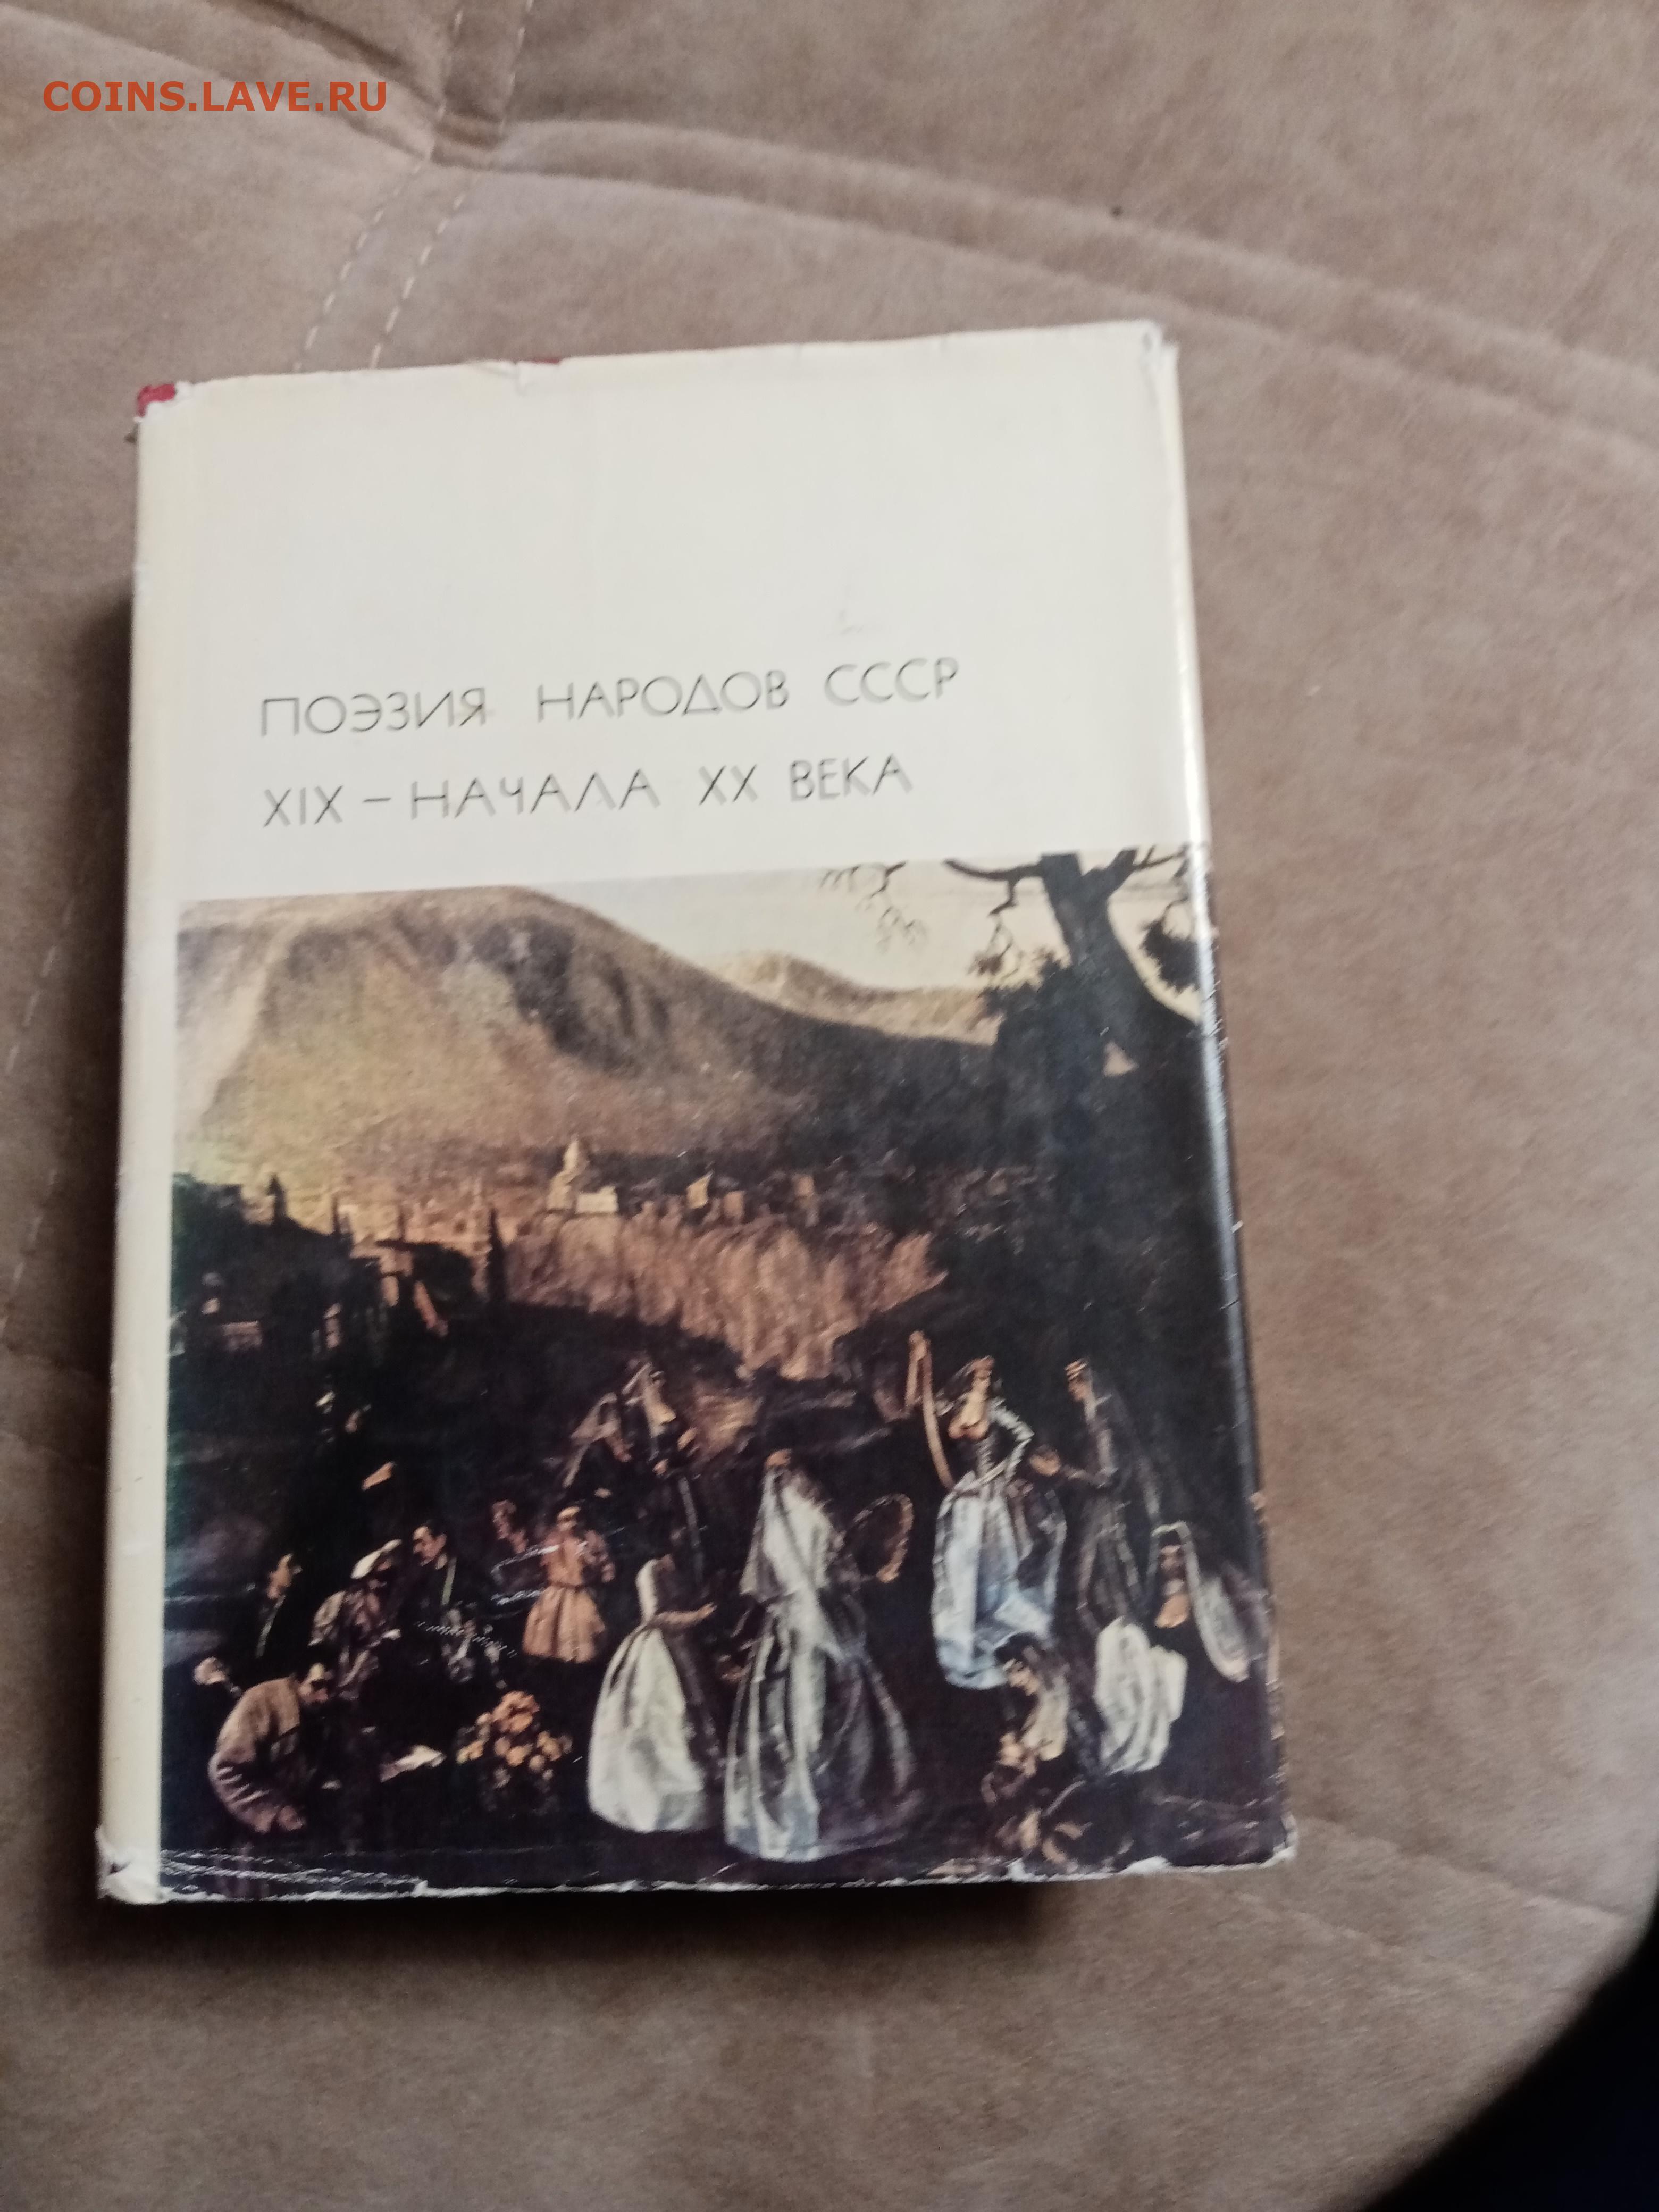 COINS.LAVE.RU
ПОЭЗИЯ НАРОДОВ СССР
XIX – НАЧАЛА XX ВЕКА